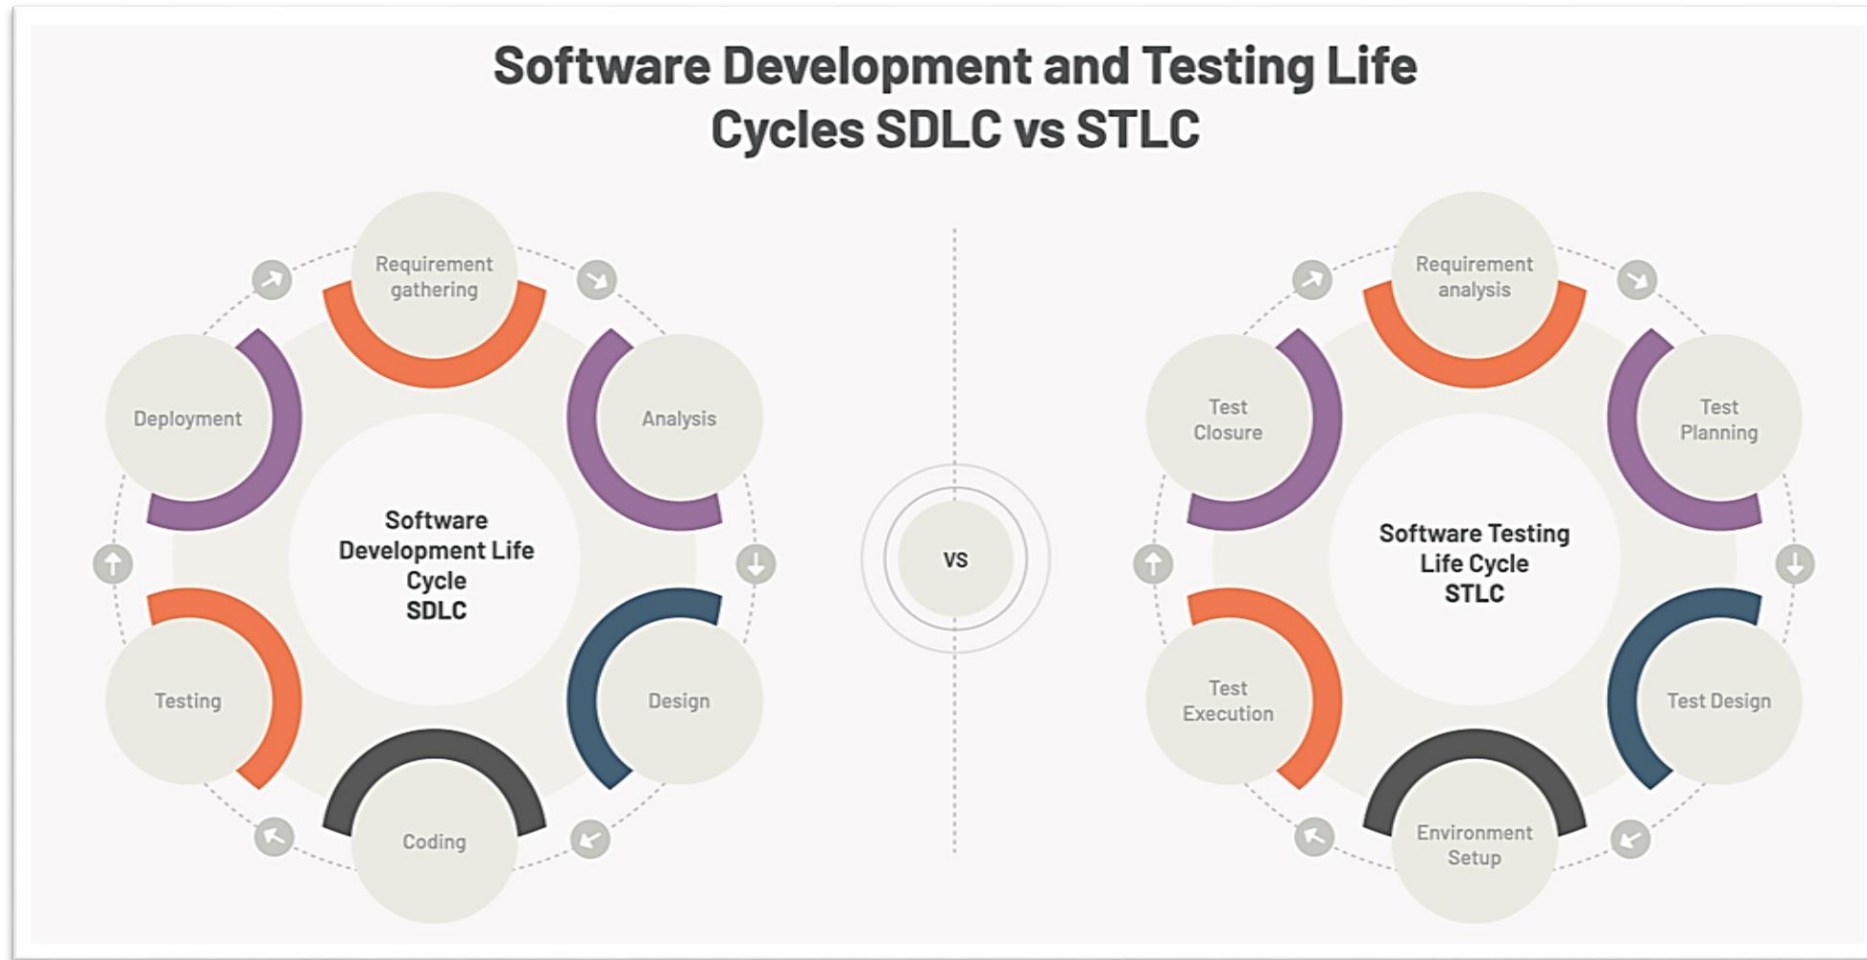 Software Development and Testing Life
Cycles SDLC vs STLC
Requirement
gathering
Analysis
Design
Coding
Testing
Deployment
Software
Development Life
Cycle
SDLC
VS
Requirement
analysis
Test
Planning
Test Design
Environment
Setup
Test
Execution
Test
Closure
Software Testing
Life Cycle
STLC